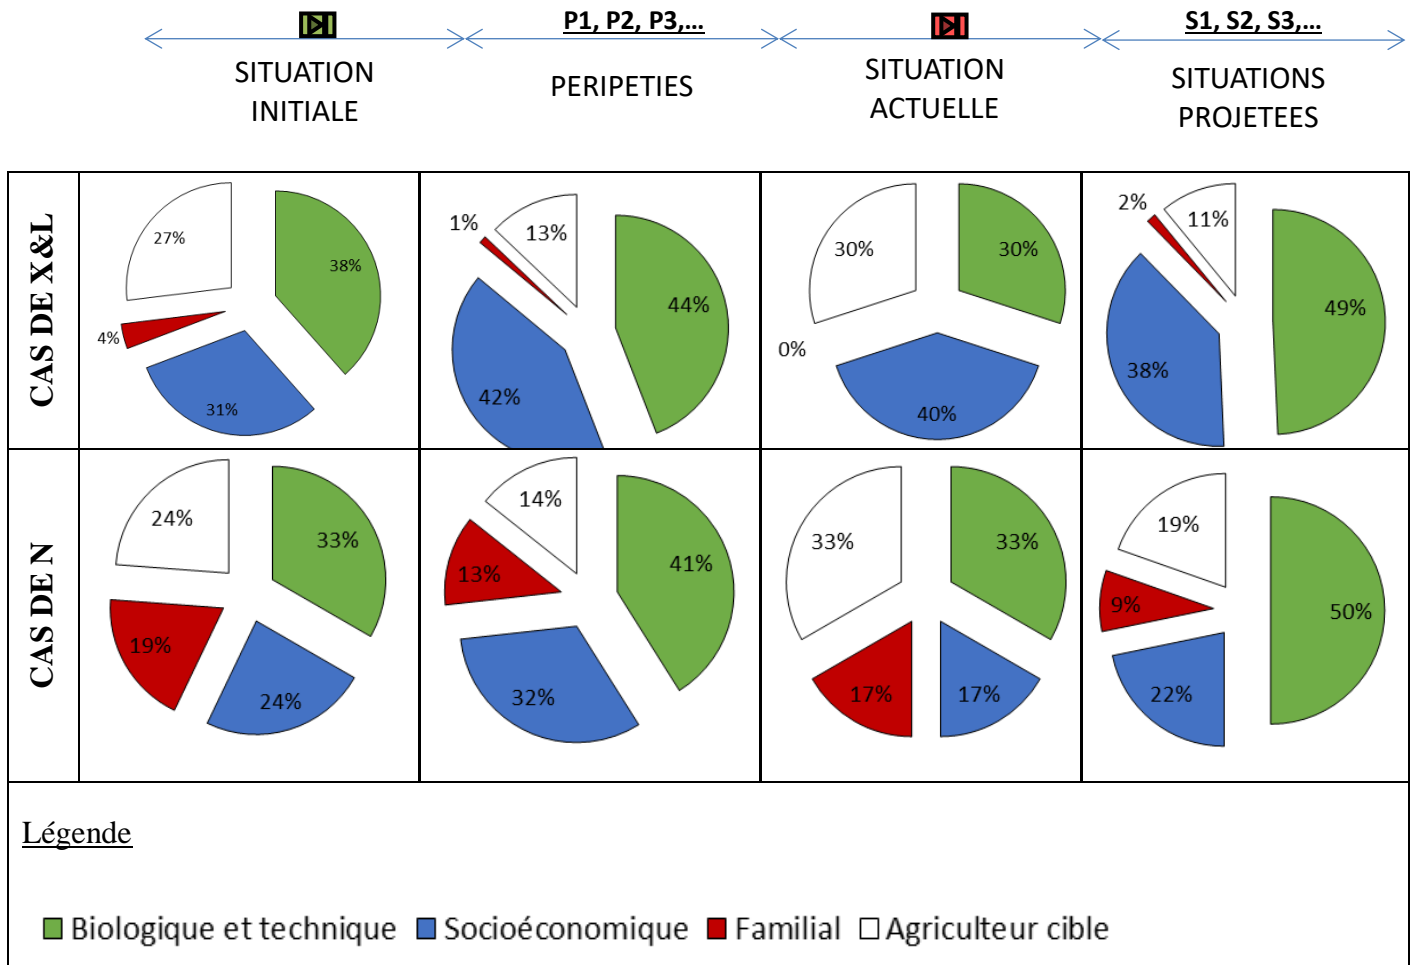 P1, P2, P3,...
S1, S2, S3,...
SITUATION
INITIALE
PERIPETIES
SITUATION
ACTUELLE
SITUATIONS
PROJETEES
CAS DE X&L
27%
38%
4%
31%
1%
13%
44%
42%
30%
30%
0%
40%
2%
11%
49%
38%
CAS DE N
24%
33%
19%
24%
14%
13%
41%
32%
33%
33%
17%
17%
19%
9%
50%
22%
Légende
Biologique et technique Socioéconomique Familial Agriculteur cible